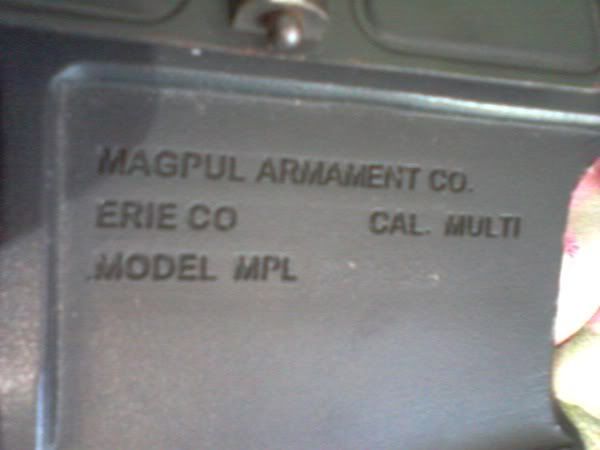 MAGPUL ARMAMENT CO.
ERIE CO CAL. MULTI
MODEL MPL